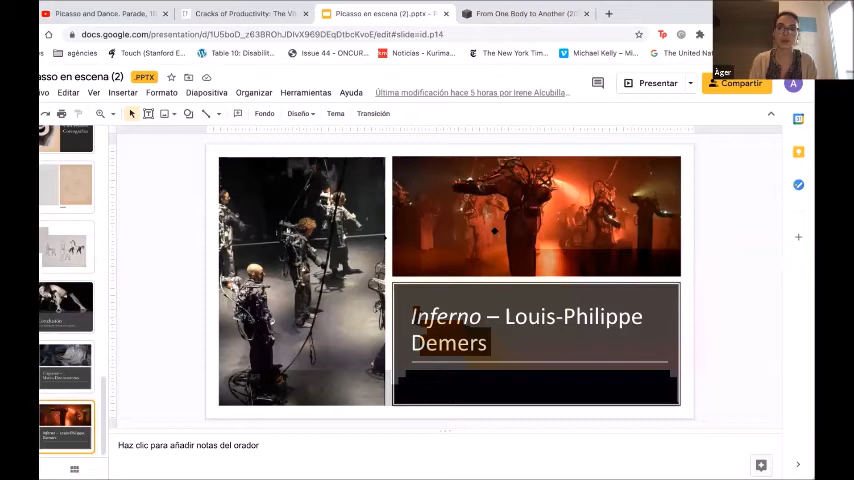 Picasso and Dance. Parade, 1
Cracks of Productivity: The Vi
Picasso en escena (2).pptx –
From One Body to Another (20
docs.google.com/presentation/d/1U5boD_z63BROhJDlvX969DEqtbcKvoE/edit#slide=id.p14
agències
Touch (Stanford E...
Table 10: Disabilit...
Issue 44 – ONCUR...
Notícias - Kurima...
The New York Tim...
Michael Kelly – Mi...
The United Nat
Àger
asso en escena (2)
.PPTX
Presentar
Compartir
A
ivo
Editar
Ver
Insertar
Formato
Diapositiva
Organizar
Herramientas
Ayuda
Última modificación hace 5 horas por Irene Alcubilla...
Fondo
Diseño
Tema
Transición
Inferno – Louis-Philippe
Demers
Inferno – Louis-Philippe
Demers
Haz clic para añadir notas del orador